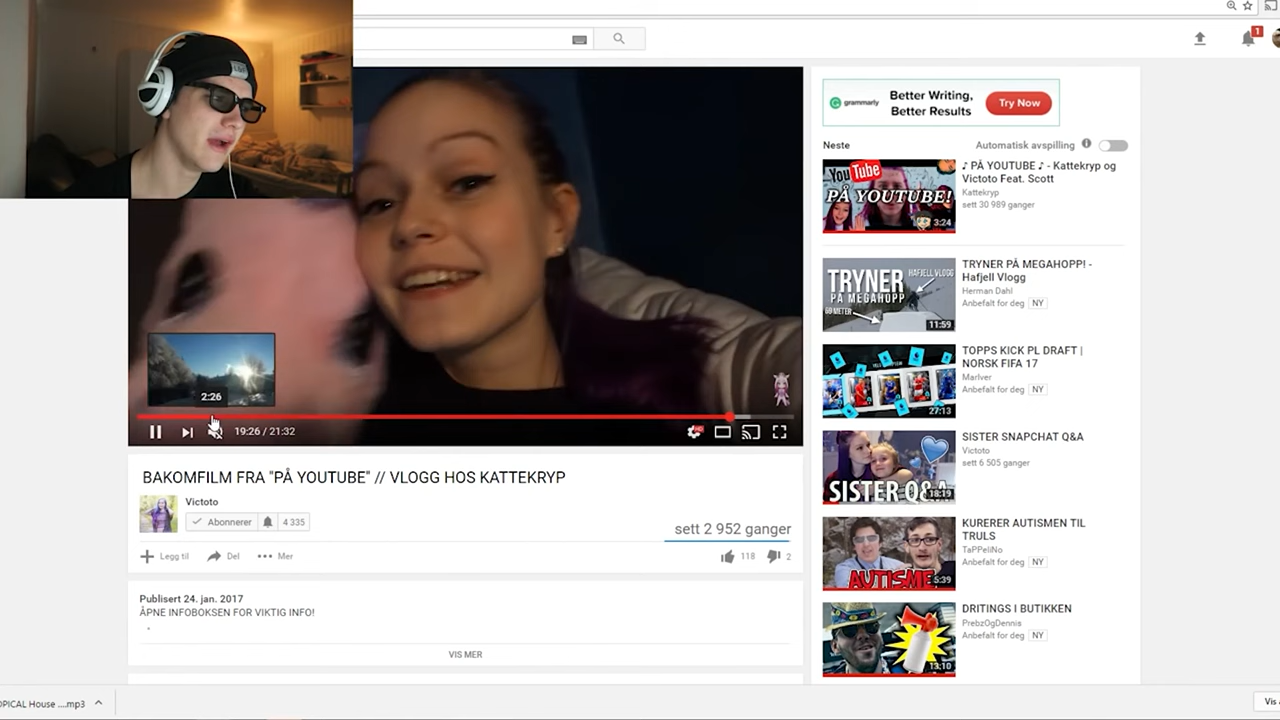 1
2:26
19:26 / 21:32
BAKOMFILM FRA "PÅ YOUTUBE" // VLOGG HOS KATTEKRYP
Victoto
Abonnerer 4 335
sett 2 952 ganger
Legg til Del Mer 118 2
Publisert 24. jan. 2017
ÅPNE INFOBOKSEN FOR VIKTIG INFO!
VIS MER
grammarly
Better Writing,
Better Results
Try Now
Neste Automatisk avspilling
YouTube
PÅ YOUTUBE!
3:24
♪ PÅ YOUTUBE ♪ - Kattekryp og
Victoto Feat. Scott
Kattekryp
sett 30 989 ganger
TRYNER
PÅ MEGAHOPP
HAFJELL VLOGG
60 METER
11:59
TRYNER PÅ MEGAHOPP! -
Hafjell Vlogg
Herman Dahl
Anbefalt for deg NY
27:13
TOPPS KICK PL DRAFT |
NORSK FIFA 17
Marlver
Anbefalt for deg NY
SISTER Q&A
18:19
SISTER SNAPCHAT Q&A
Victoto
sett 6 505 ganger
AUTISME
5:39
KURERER AUTISMEN TIL
TRULS
TaPPeliNo
Anbefalt for deg NY
13:10
DRITINGS I BUTIKKEN
PrebzOgDennis
Anbefalt for deg NY
OPICAL House ....mp3
Vis